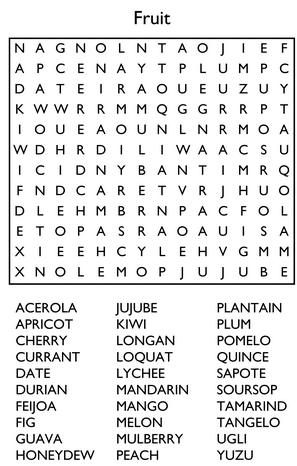 Fruit
N A G N O L N T A O J I E F
A P C E N A Y T P L U M P C
D A T E I R A O U E U Z U Y
K W W R R M M Q G G R R P T
I O U E A O U N L N R M O A
W D H R D I L I W A A C S U
I C I D N Y B A N T I M R Q
F N D C A R E T V R J H U O
D L E H M B R N P A C F O L
E T O P A S R A O A U I S A
X I E E H C Y L E H V G M M
X N O L E M O P J U J U B E
ACEROLA JUJUBE PLANTAIN
APRICOT KIWI PLUM
CHERRY LONGAN POMELO
CURRANT LOQUAT QUINCE
DATE LYCHEE SAPOTE
DURIAN MANDARIN SOURSOP
FEIJOA MANGO TAMARIND
FIG MELON TANGELO
GUAVA MULBERRY UGLI
HONEYDEW PEACH YUZU